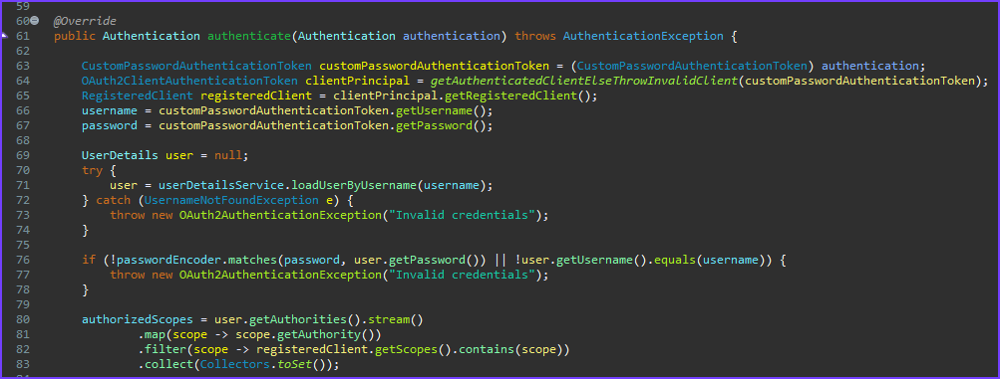 59
60 @Override
61 public Authentication authenticate(Authentication authentication) throws AuthenticationException {
62
63 CustomPasswordAuthenticationToken customPasswordAuthenticationToken = (CustomPasswordAuthenticationToken) authentication;
64 OAuth2ClientAuthenticationToken clientPrincipal = getAuthenticatedClientElseThrowInvalidClient(customPasswordAuthenticationToken);
65 RegisteredClient registeredClient = clientPrincipal.getRegisteredClient();
66 username = customPasswordAuthenticationToken.getUsername();
67 password = customPasswordAuthenticationToken.getPassword();
68
69 UserDetails user = null;
70 try {
71 user = userDetailsService.loadUserByUsername(username);
72 } catch (UsernameNotFoundException e) {
73 throw new OAuth2AuthenticationException("Invalid credentials");
74 }
75
76 if (!passwordEncoder.matches(password, user.getPassword()) || !user.getUsername().equals(username)) {
77 throw new OAuth2AuthenticationException("Invalid credentials");
78 }
79
80 authorizedScopes = user.getAuthorities().stream()
81 .map(scope -> scope.getAuthority())
82 .filter(scope -> registeredClient.getScopes().contains(scope))
83 .collect(Collectors.toSet());